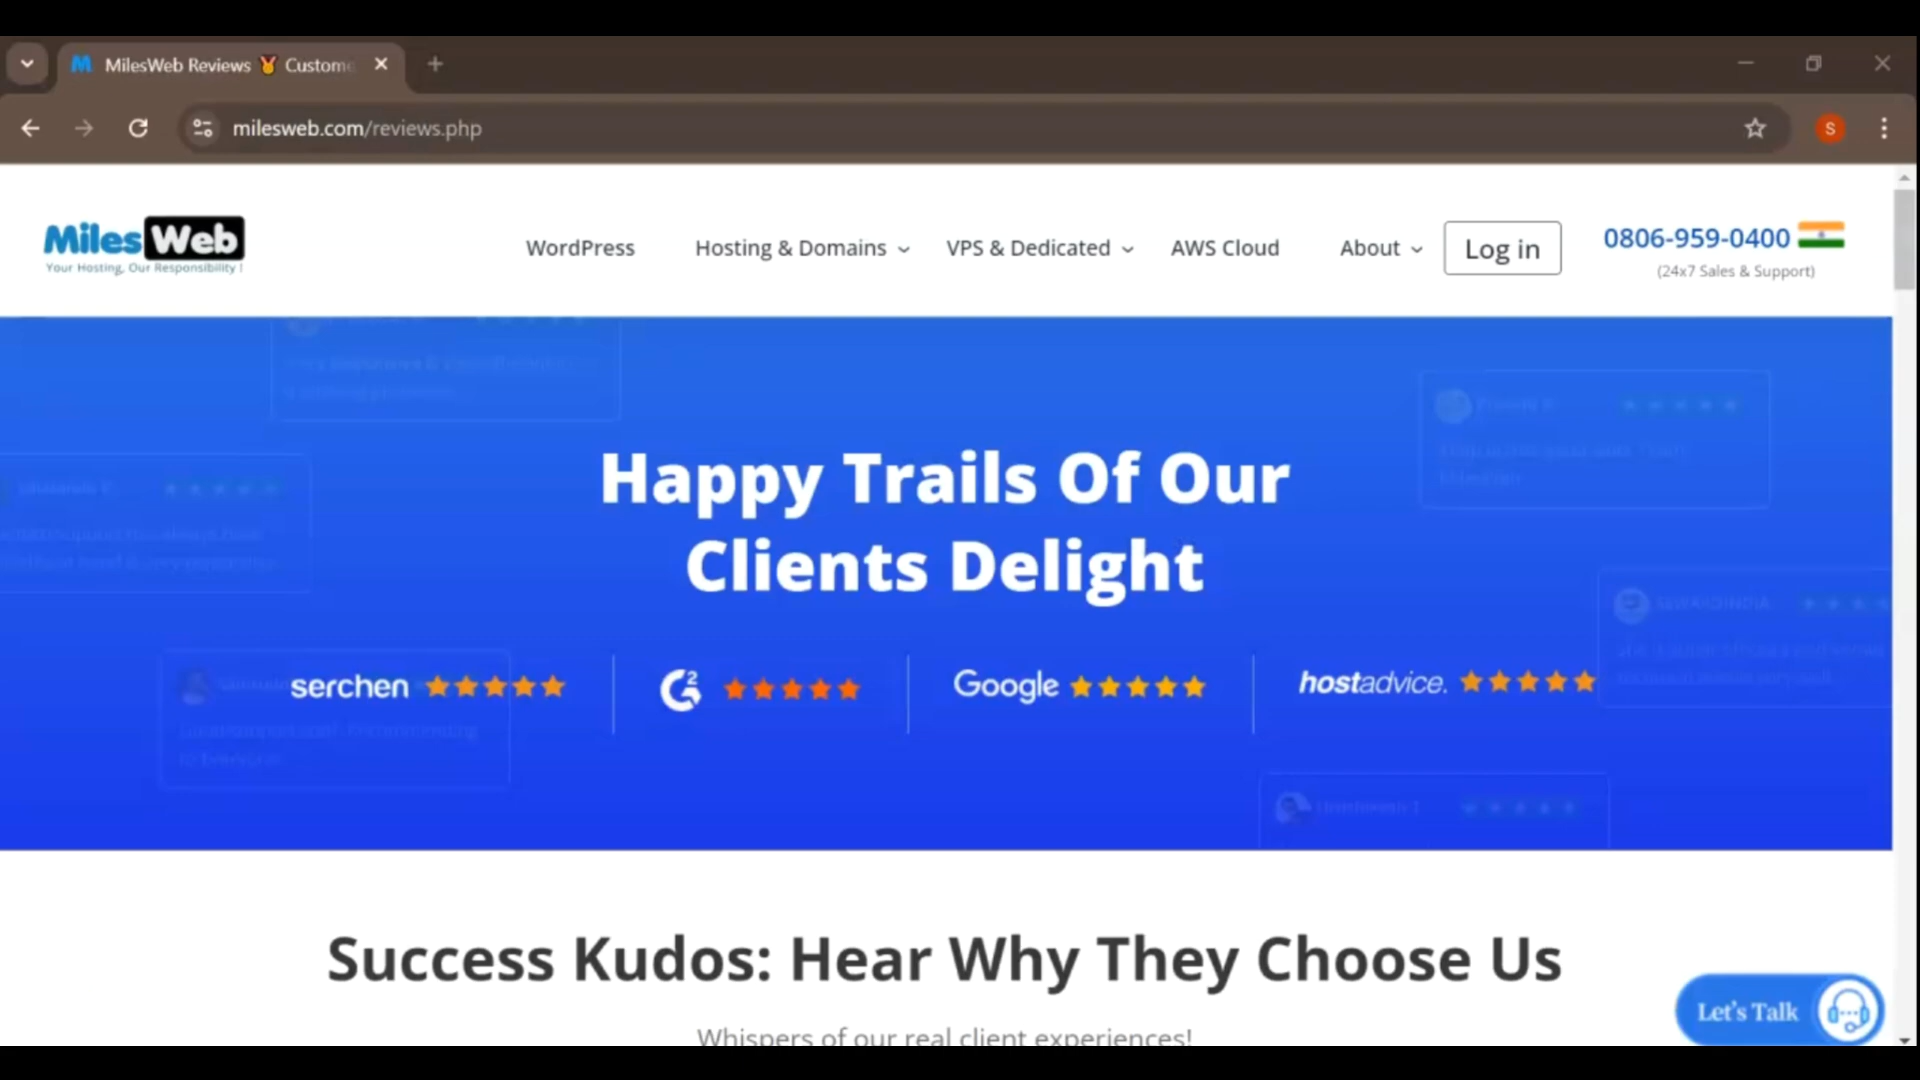 MilesWeb Reviews 🏅 Custome
milesweb.com/reviews.php
MilesWeb
Your Hosting, Our Responsibility !
WordPress Hosting & Domains VPS & Dedicated AWS Cloud About Log in
0806-959-0400
(24x7 Sales & Support)
Happy Trails Of Our
Clients Delight
serchen G2 Google hostadvice.
Success Kudos: Hear Why They Choose Us
Whispers of our real client experiences!
Let's Talk
S